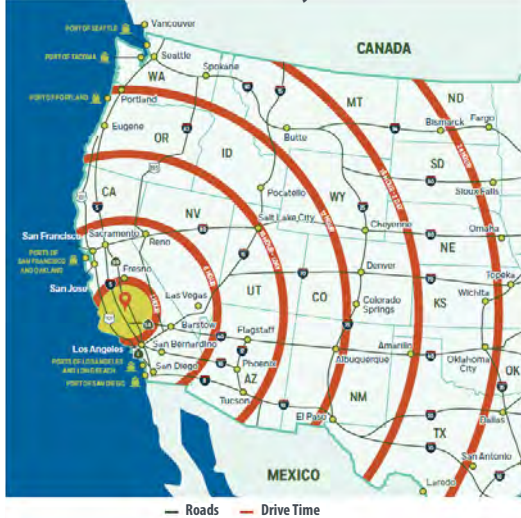 PORT OF SEATTLE
Vancouver
CANADA
PORT OF TACOMA
Seattle
Spokane
WA
MT
ND
PORT OF PORTLAND
Portland
Butte
Bismarck
Fargo
Eugene
OR
ID
SD
Pocatello
WY
Sioux Falls
CA
NV
Salt Lake City
Cheyenne
Omaha
San Francisco
Sacramento
Reno
NE
PORTS OF
SAN FRANCISCO
AND OAKLAND
Fresno
UT
Denver
Topeka
San Jose
Las Vegas
CO
Colorado
Springs
KS
Wichita
Barstow
Flagstaff
Los Angeles
San Bernardino
Albuquerque
Amarillo
Oklahoma
City
PORTS OF LOS ANGELES
AND LONG BEACH
San Diego
Phoenix
AZ
OK
PORT OF SAN DIEGO
Tucson
NM
El Paso
Dallas
TX
San Antonio
MEXICO
Laredo
Roads
Drive Time